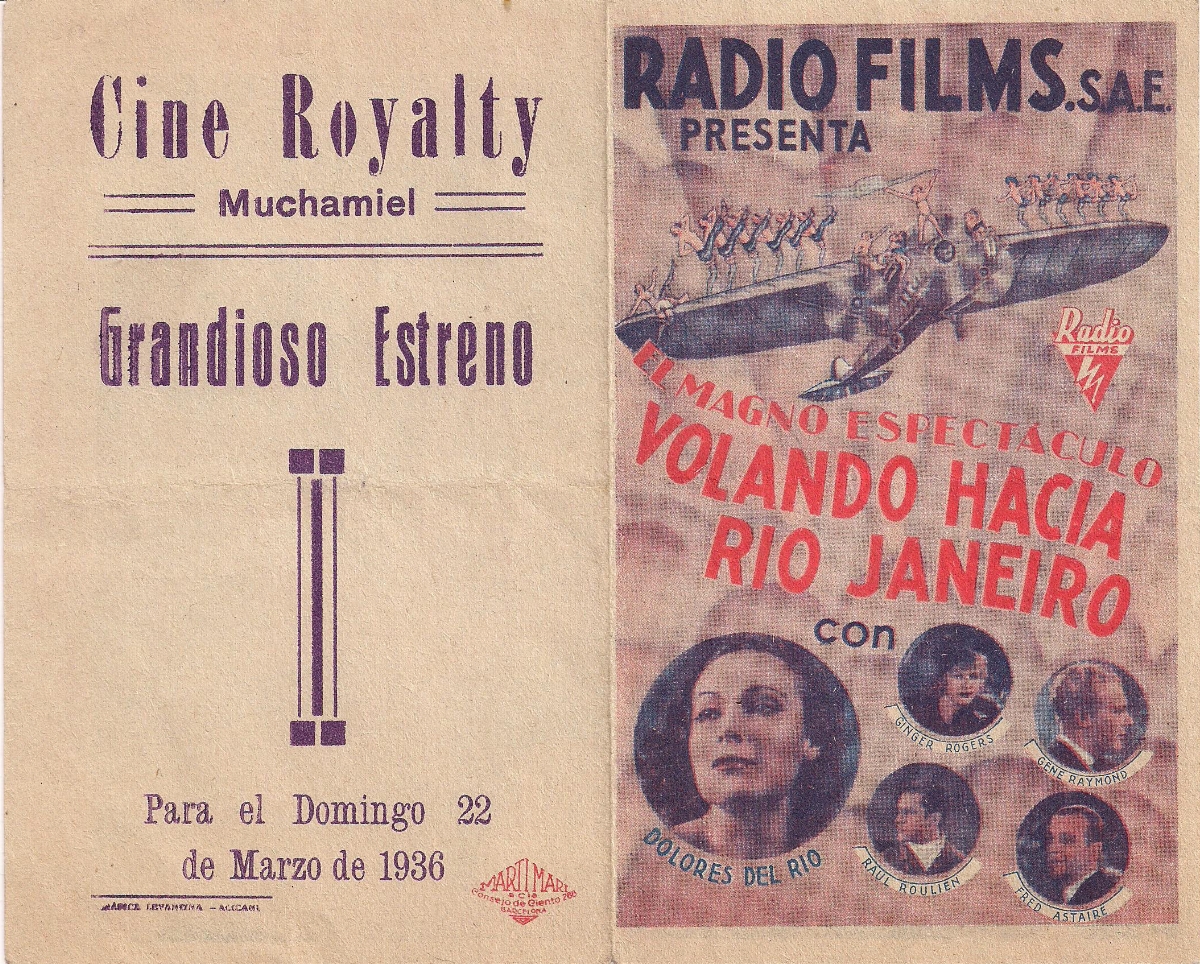 Cine Royalty
Muchamiel
Grandioso Estreno
Para el Domingo 22
de Marzo de 1936
MARTI MARI
& Cia
Consejo de Ciento
BARCELONA
RADIO FILMS.S.A.E.
PRESENTA
Radio
FILMS
EL MAGNO ESPECTACULO
VOLANDO HACIA
RIO JANEIRO
con
GINGER ROGERS
GENE RAYMOND
DOLORES DEL RIO
RAUL ROULIEN
FRED ASTAIRE